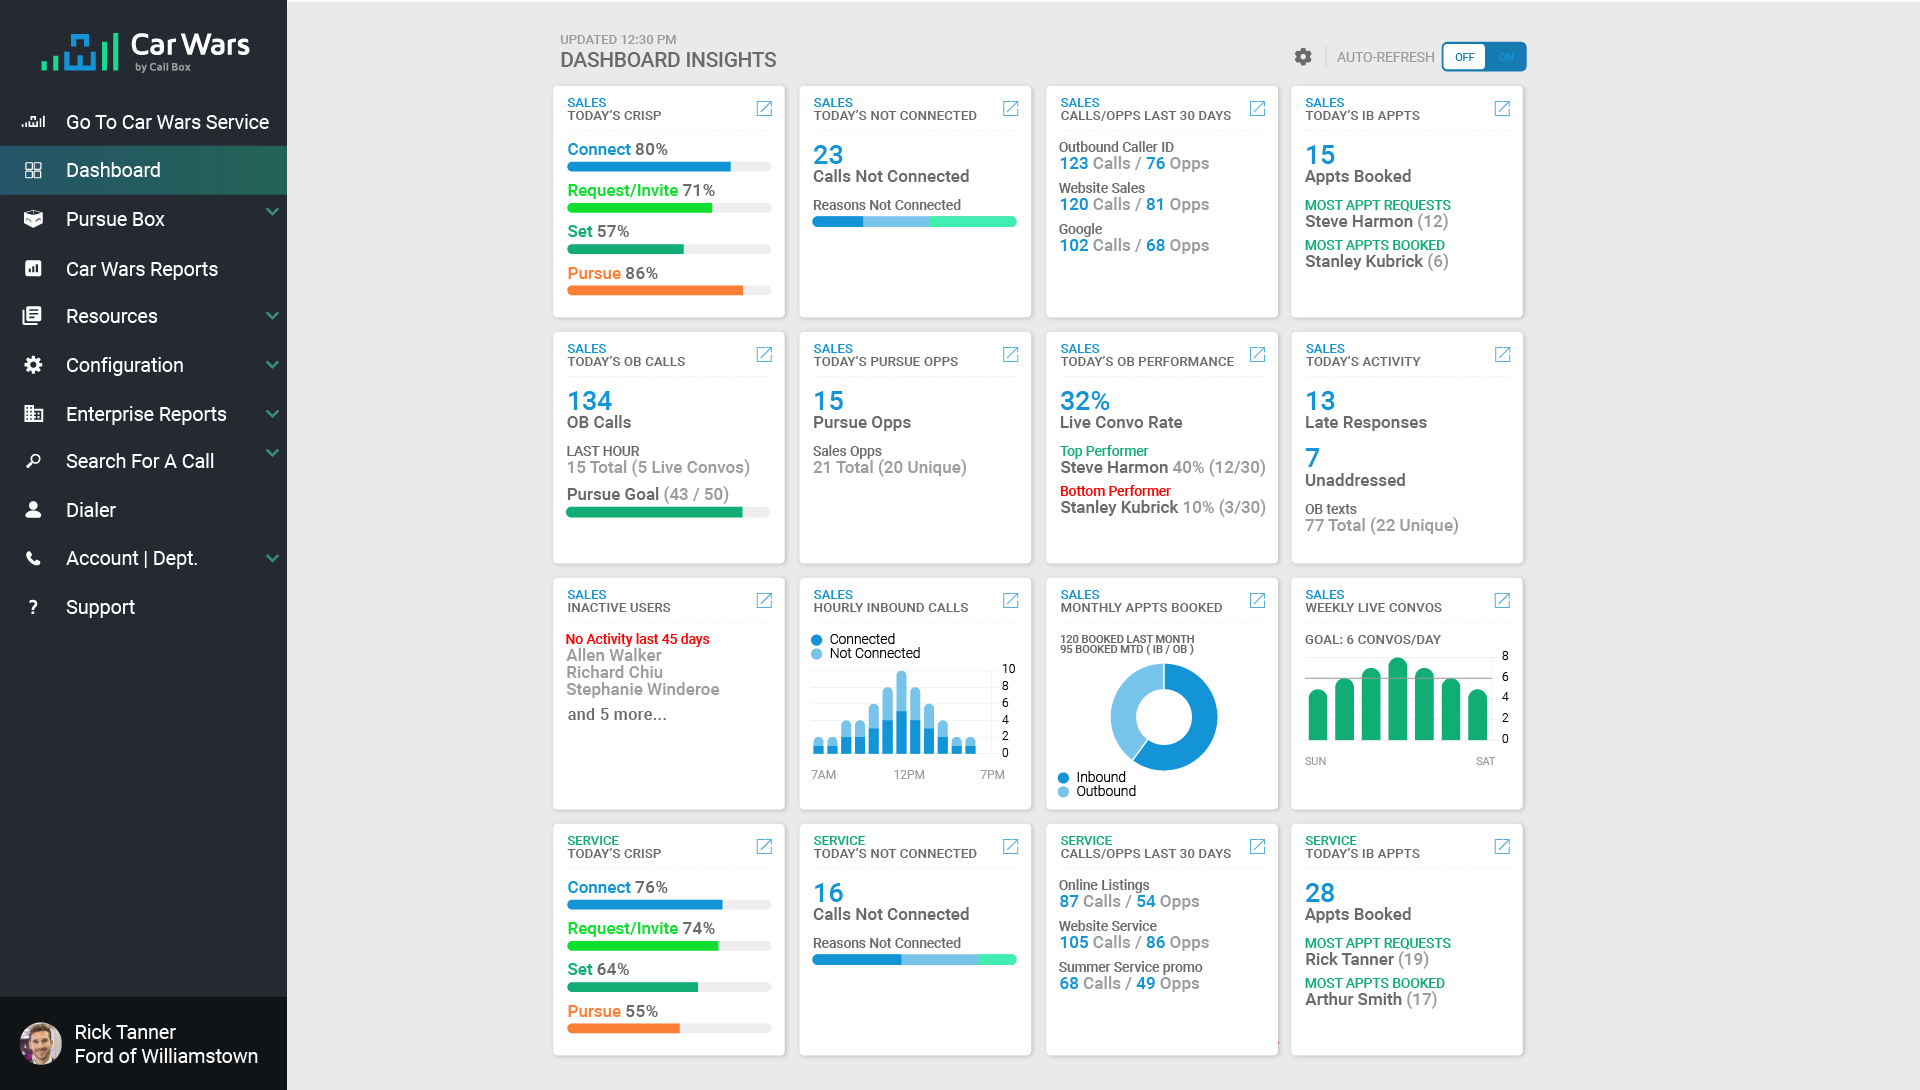 Car Wars
by Call Box
Go To Car Wars Service
Dashboard
Pursue Box
Car Wars Reports
Resources
Configuration
Enterprise Reports
Search For A Call
Dialer
Account | Dept.
? Support
Rick Tanner
Ford of Williamstown
UPDATED 12:30 PM
DASHBOARD INSIGHTS
AUTO-REFRESH OFF ON
SALES
TODAY'S CRISP
Connect 80%
Request/Invite 71%
Set 57%
Pursue 86%
SALES
TODAY'S NOT CONNECTED
23
Calls Not Connected
Reasons Not Connected
SALES
CALLS/OPPS LAST 30 DAYS
Outbound Caller ID
123 Calls / 76 Opps
Website Sales
120 Calls / 81 Opps
Google
102 Calls / 68 Opps
SALES
TODAY'S IB APPTS
15
Appts Booked
MOST APPT REQUESTS
Steve Harmon (12)
MOST APPTS BOOKED
Stanley Kubrick (6)
SALES
TODAY'S OB CALLS
134
OB Calls
LAST HOUR
15 Total (5 Live Convos)
Pursue Goal (43 / 50)
SALES
TODAY'S PURSUE OPPS
15
Pursue Opps
Sales Opps
21 Total (20 Unique)
SALES
TODAY'S OB PERFORMANCE
32%
Live Convo Rate
Top Performer
Steve Harmon 40% (12/30)
Bottom Performer
Stanley Kubrick 10% (3/30)
SALES
TODAY'S ACTIVITY
13
Late Responses
7
Unaddressed
OB texts
77 Total (22 Unique)
SALES
INACTIVE USERS
No Activity last 45 days
Allen Walker
Richard Chiu
Stephanie Winderoe
and 5 more...
SALES
HOURLY INBOUND CALLS
Connected
Not Connected
10
8
6
4
2
0
7AM 12PM 7PM
SALES
MONTHLY APPTS BOOKED
120 BOOKED LAST MONTH
95 BOOKED MTD ( IB / OB )
Inbound
Outbound
SALES
WEEKLY LIVE CONVOS
GOAL: 6 CONVOS/DAY
8
6
4
2
0
SUN SAT
SERVICE
TODAY'S CRISP
Connect 76%
Request/Invite 74%
Set 64%
Pursue 55%
SERVICE
TODAY'S NOT CONNECTED
16
Calls Not Connected
Reasons Not Connected
SERVICE
CALLS/OPPS LAST 30 DAYS
Online Listings
87 Calls / 54 Opps
Website Service
105 Calls / 86 Opps
Summer Service promo
68 Calls / 49 Opps
SERVICE
TODAY'S IB APPTS
28
Appts Booked
MOST APPT REQUESTS
Rick Tanner (19)
MOST APPTS BOOKED
Arthur Smith (17)